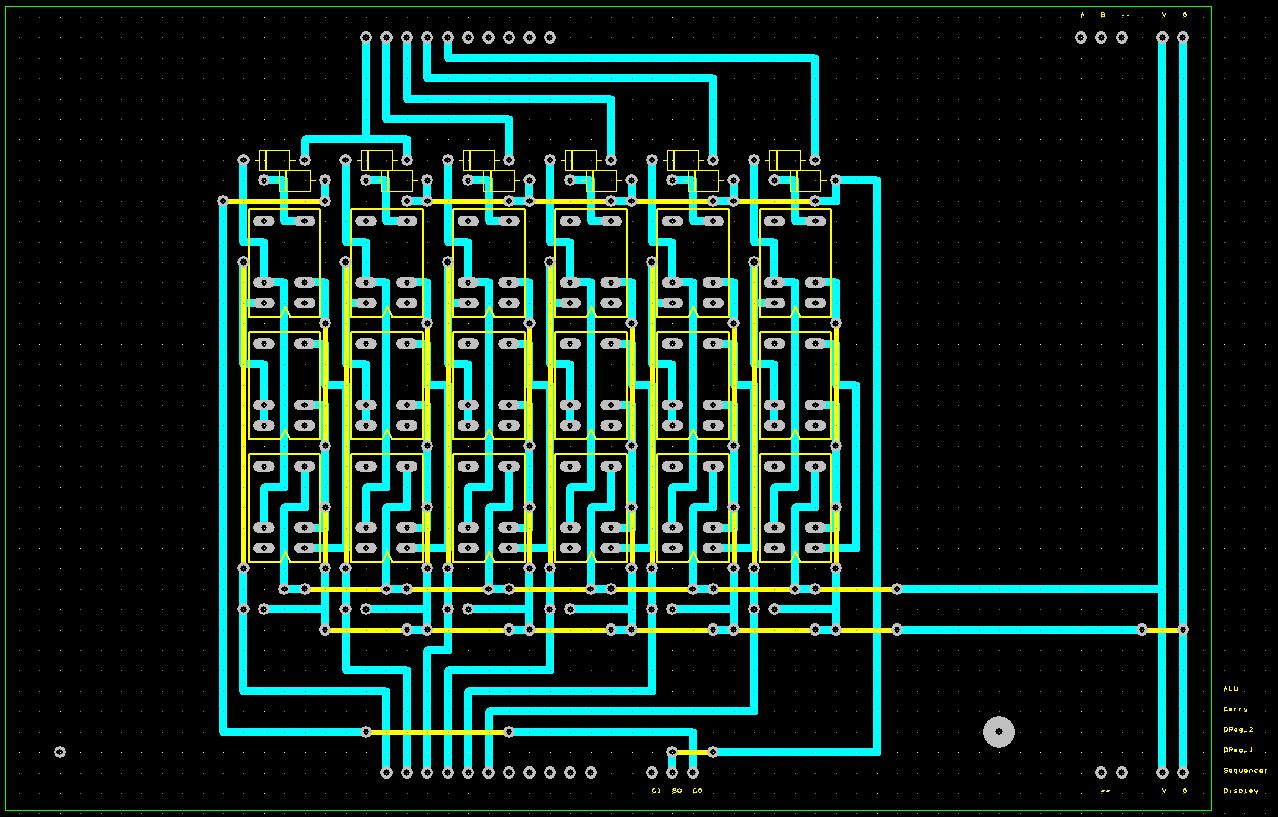 A B -- V G
ALU
Carry
DReg_2
DReg_1
Sequencer
Display
C1 S0 C0
-- V G